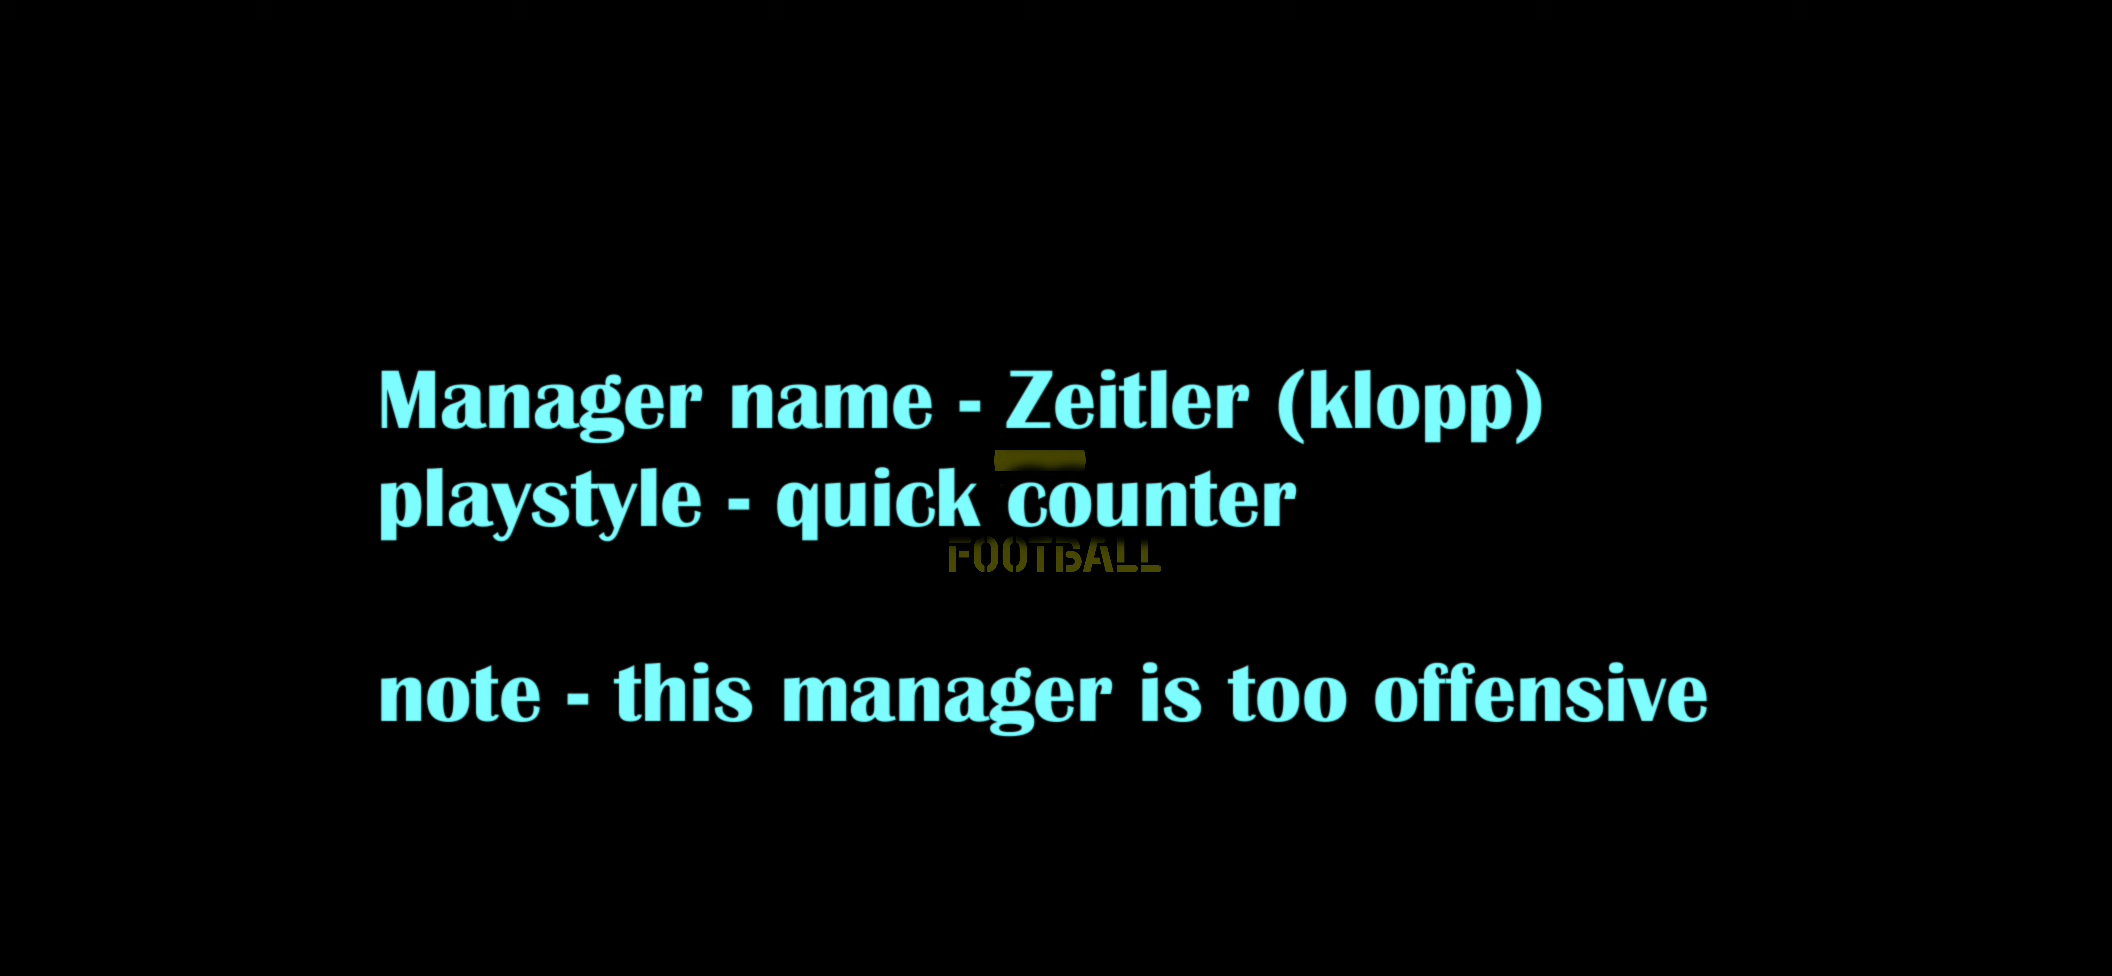 Manager name - Zeitler (klopp)
playstyle - quick counter
FOOTBALL
note - this manager is too offensive